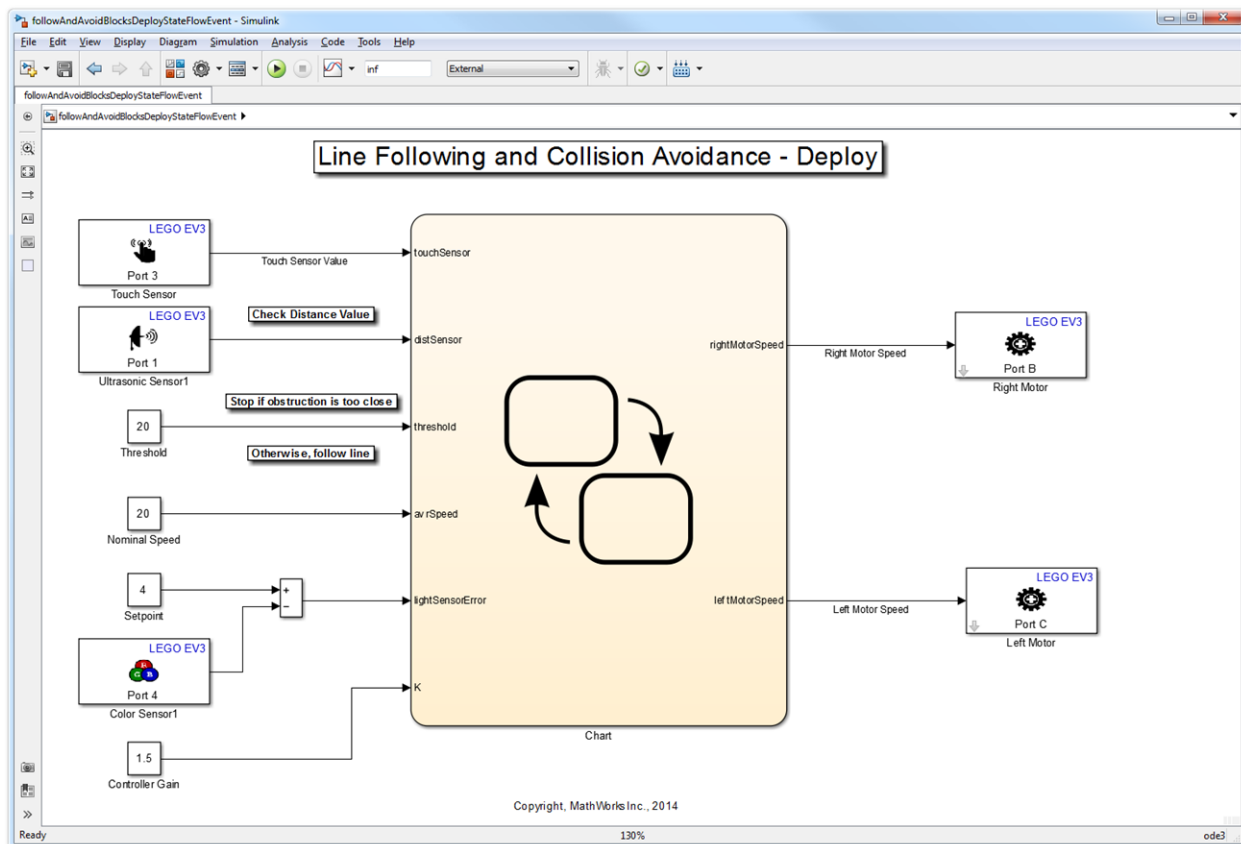 followAndAvoidBlocksDeployStateFlowEvent - Simulink
File Edit View Display Diagram Simulation Analysis Code Tools Help
inf
External
followAndAvoidBlocksDeployStateFlowEvent
followAndAvoidBlocksDeployStateFlowEvent
Line Following and Collision Avoidance - Deploy
LEGO EV3
Port 3
Touch Sensor
Touch Sensor Value
touchSensor
LEGO EV3
Port 1
Ultrasonic Sensor1
Check Distance Value
distSensor
Stop if obstruction is too close
20
Threshold
threshold
Otherwise, follow line
20
Nominal Speed
avrSpeed
4
Setpoint
+
−
lightSensorError
LEGO EV3
R
G B
Port 4
Color Sensor1
K
1.5
Controller Gain
Chart
rightMotorSpeed
Right Motor Speed
LEGO EV3
Port B
Right Motor
leftMotorSpeed
Left Motor Speed
LEGO EV3
Port C
Left Motor
Copyright, MathWorksInc., 2014
Ready
130%
ode3